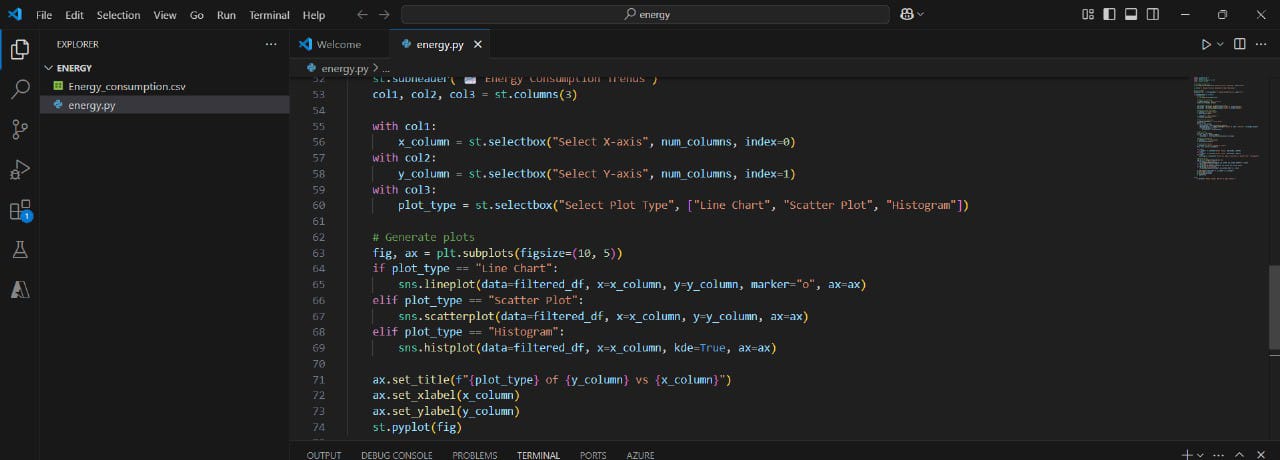 File Edit Selection View Go Run Terminal Help
energy
EXPLORER
Welcome
energy.py
ENERGY
energy.py > ...
Energy_consumption.csv
energy.py
52 st.subheader(" Energy Consumption Trends")
53 col1, col2, col3 = st.columns(3)
54
55 with col1:
56 x_column = st.selectbox("Select X-axis", num_columns, index=0)
57 with col2:
58 y_column = st.selectbox("Select Y-axis", num_columns, index=1)
59 with col3:
60 plot_type = st.selectbox("Select Plot Type", ["Line Chart", "Scatter Plot", "Histogram"])
61
62 # Generate plots
63 fig, ax = plt.subplots(figsize=(10, 5))
64 if plot_type == "Line Chart":
65 sns.lineplot(data=filtered_df, x=x_column, y=y_column, marker="o", ax=ax)
66 elif plot_type == "Scatter Plot":
67 sns.scatterplot(data=filtered_df, x=x_column, y=y_column, ax=ax)
68 elif plot_type == "Histogram":
69 sns.histplot(data=filtered_df, x=x_column, kde=True, ax=ax)
70
71 ax.set_title(f"{plot_type} of {y_column} vs {x_column}")
72 ax.set_xlabel(x_column)
73 ax.set_ylabel(y_column)
74 st.pyplot(fig)
1
OUTPUT DEBUG CONSOLE PROBLEMS TERMINAL PORTS AZURE